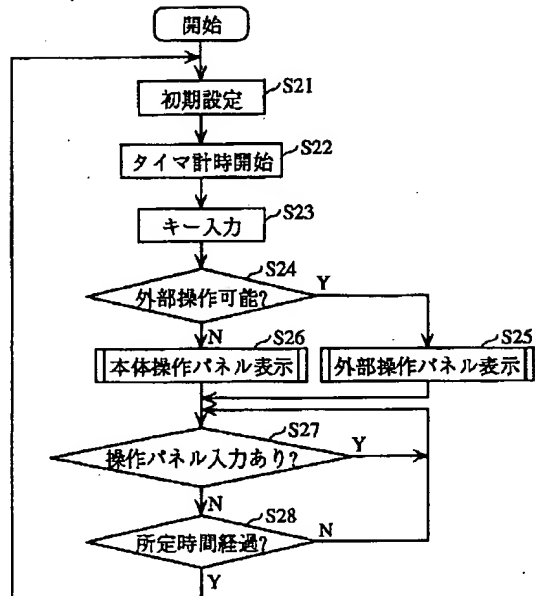 開始
初期設定
S21
タイマ計時開始
S22
キー入力
S23
外部操作可能?
S24
Y
N
本体操作パネル表示
S26
外部操作パネル表示
S25
操作パネル入力あり?
S27
Y
N
所定時間経過?
S28
N
Y